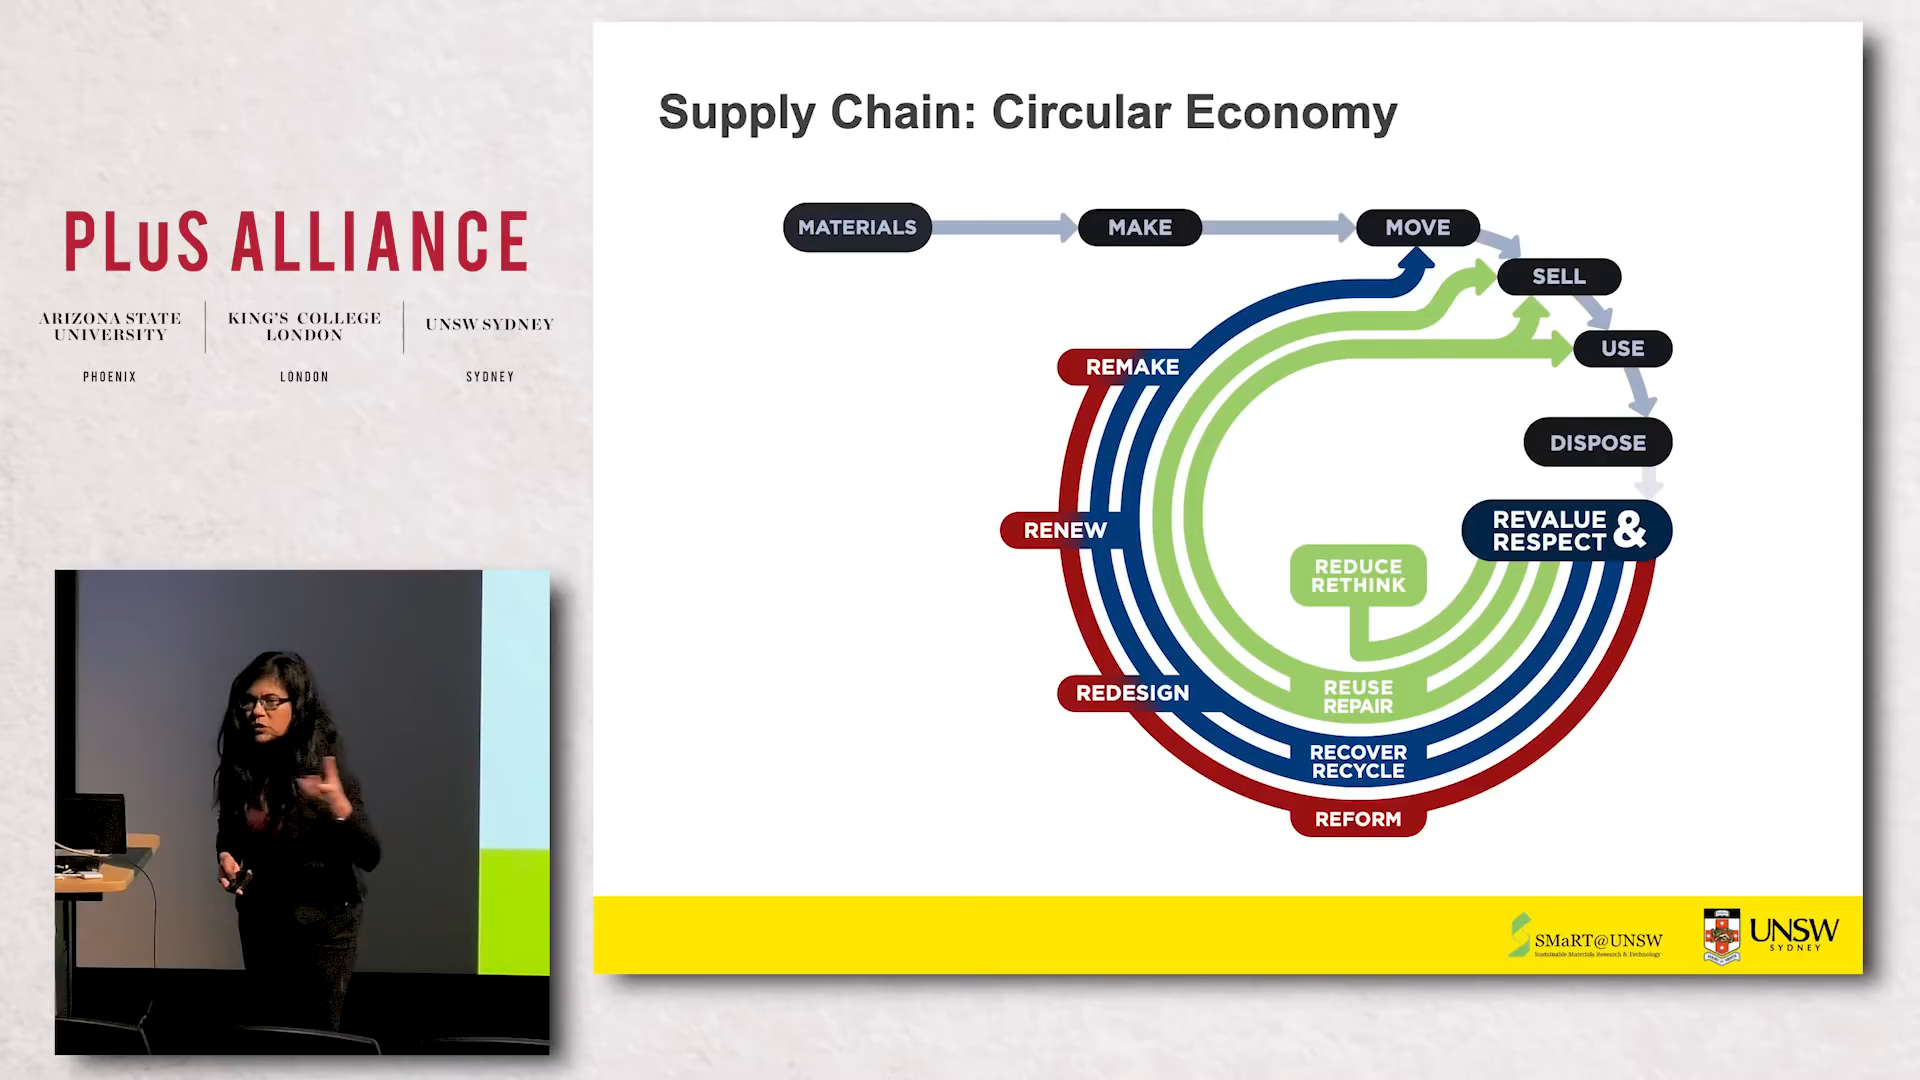 PLuS ALLIANCE
ARIZONA STATE
UNIVERSITY
PHOENIX
KING'S COLLEGE
LONDON
LONDON
UNSW SYDNEY
SYDNEY
Supply Chain: Circular Economy
MATERIALS
MAKE
MOVE
SELL
USE
DISPOSE
REVALUE &
RESPECT
REMAKE
RENEW
REDESIGN
REDUCE
RETHINK
REUSE
REPAIR
RECOVER
RECYCLE
REFORM
SMaRT@UNSW
Sustainable Materials Research & Technology
UNSW
SYDNEY